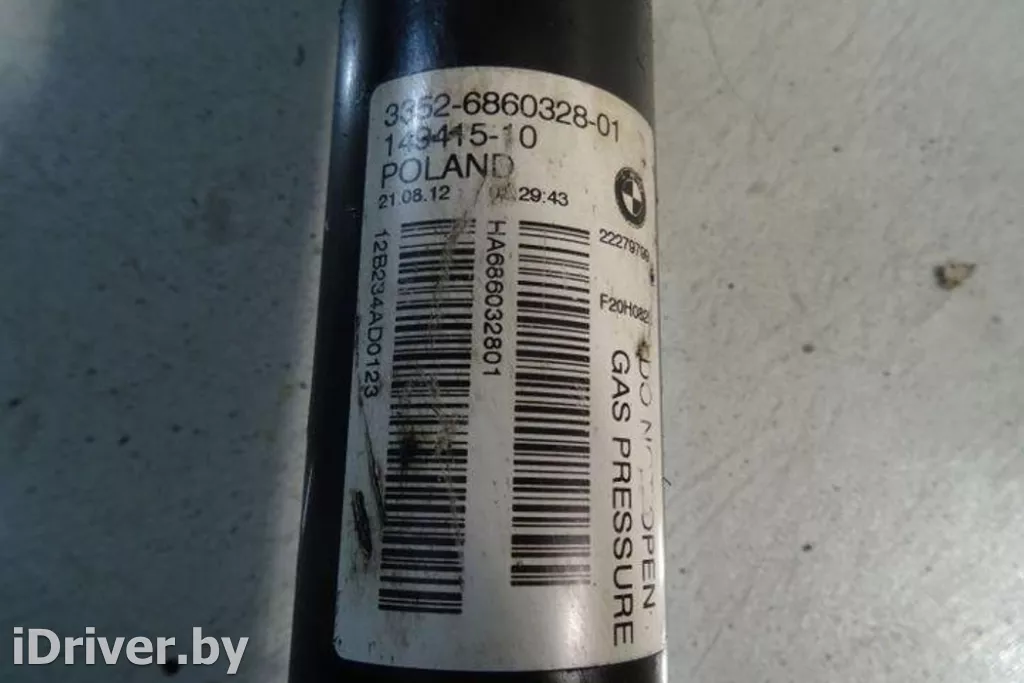 3352-6860328-01
143415-10
POLAND
21.08.12 29:43
22279799
F20H082
12B234AD0123
HA686032801
DO NOT OPEN
GAS PRESSURE
iDriver.by